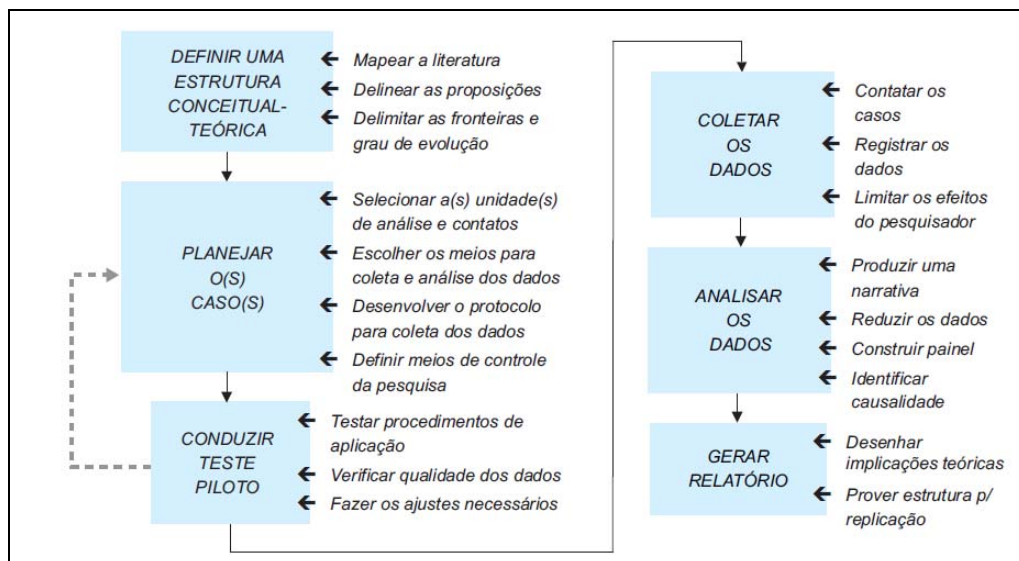 DEFINIR UMA
ESTRUTURA
CONCEITUAL-
TEÓRICA
Mapear a literatura
Delinear as proposições
Delimitar as fronteiras e
grau de evolução
PLANEJAR
O(S)
CASO(S)
Selecionar a(s) unidade(s)
de análise e contatos
Escolher os meios para
coleta e análise dos dados
Desenvolver o protocolo
para coleta dos dados
Definir meios de controle
da pesquisa
CONDUZIR
TESTE
PILOTO
Testar procedimentos de
aplicação
Verificar qualidade dos dados
Fazer os ajustes necessários
COLETAR
OS
DADOS
Contatar os
casos
Registrar os
dados
Limitar os efeitos
do pesquisador
ANALISAR
OS
DADOS
Produzir uma
narrativa
Reduzir os dados
Construir painel
Identificar
causalidade
GERAR
RELATÓRIO
Desenhar
implicações teóricas
Prover estrutura p/
replicação